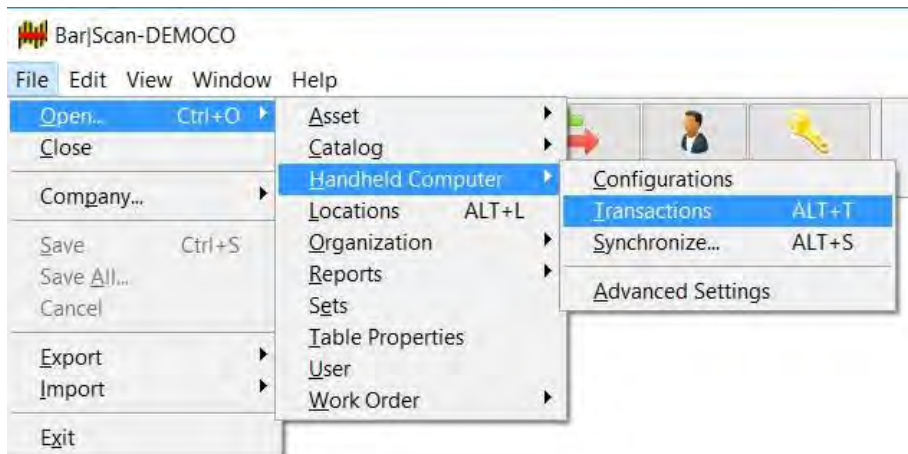 Bar|Scan-DEMOCO
File Edit View Window Help
Open... Ctrl+O
Close
Company...
Save Ctrl+S
Save All...
Cancel
Export
Import
Exit
Asset
Catalog
Handheld Computer
Locations ALT+L
Organization
Reports
Sets
Table Properties
User
Work Order
Configurations
Transactions ALT+T
Synchronize... ALT+S
Advanced Settings